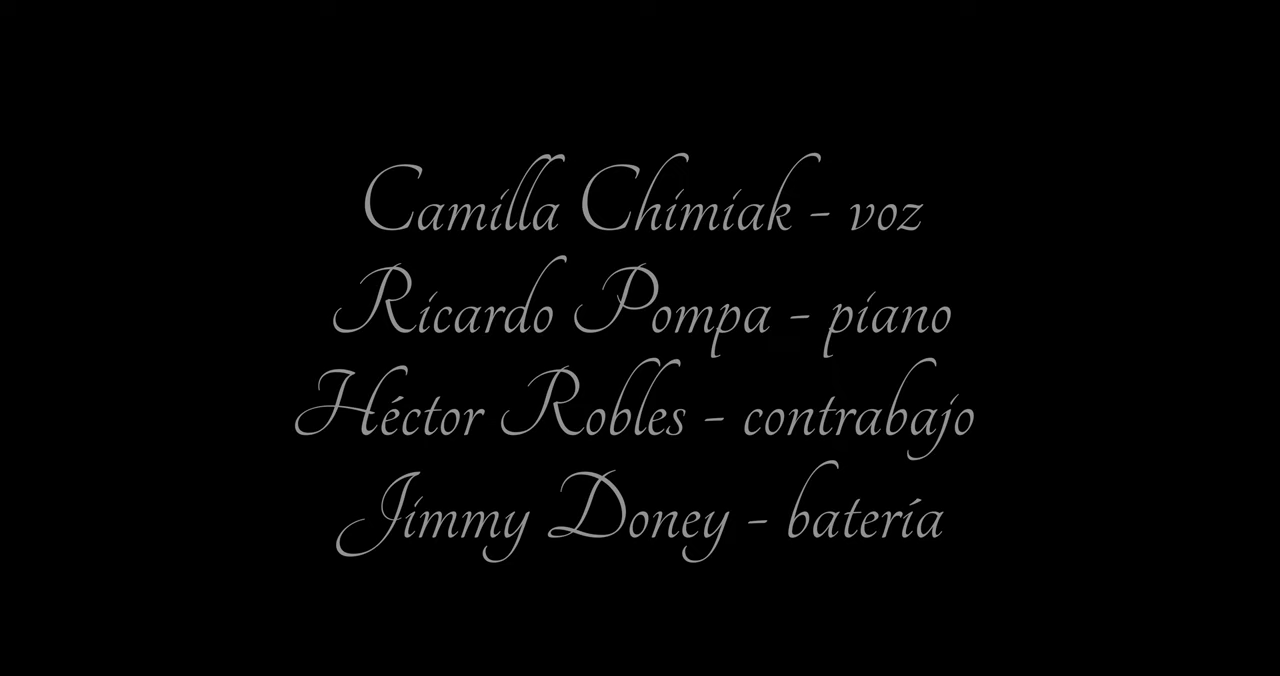 Camilla Chimiak - voz
Ricardo Pompa - piano
Héctor Robles - contrabajo
Jimmy Doney - batería